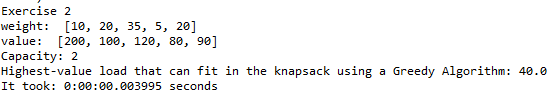 Exercise 2
weight:  [10, 20, 35, 5, 20]
value:  [200, 100, 120, 80, 90]
Capacity: 2
Highest-value load that can fit in the knapsack using a Greedy Algorithm: 40.0
It took: 0:00:00.003995 seconds